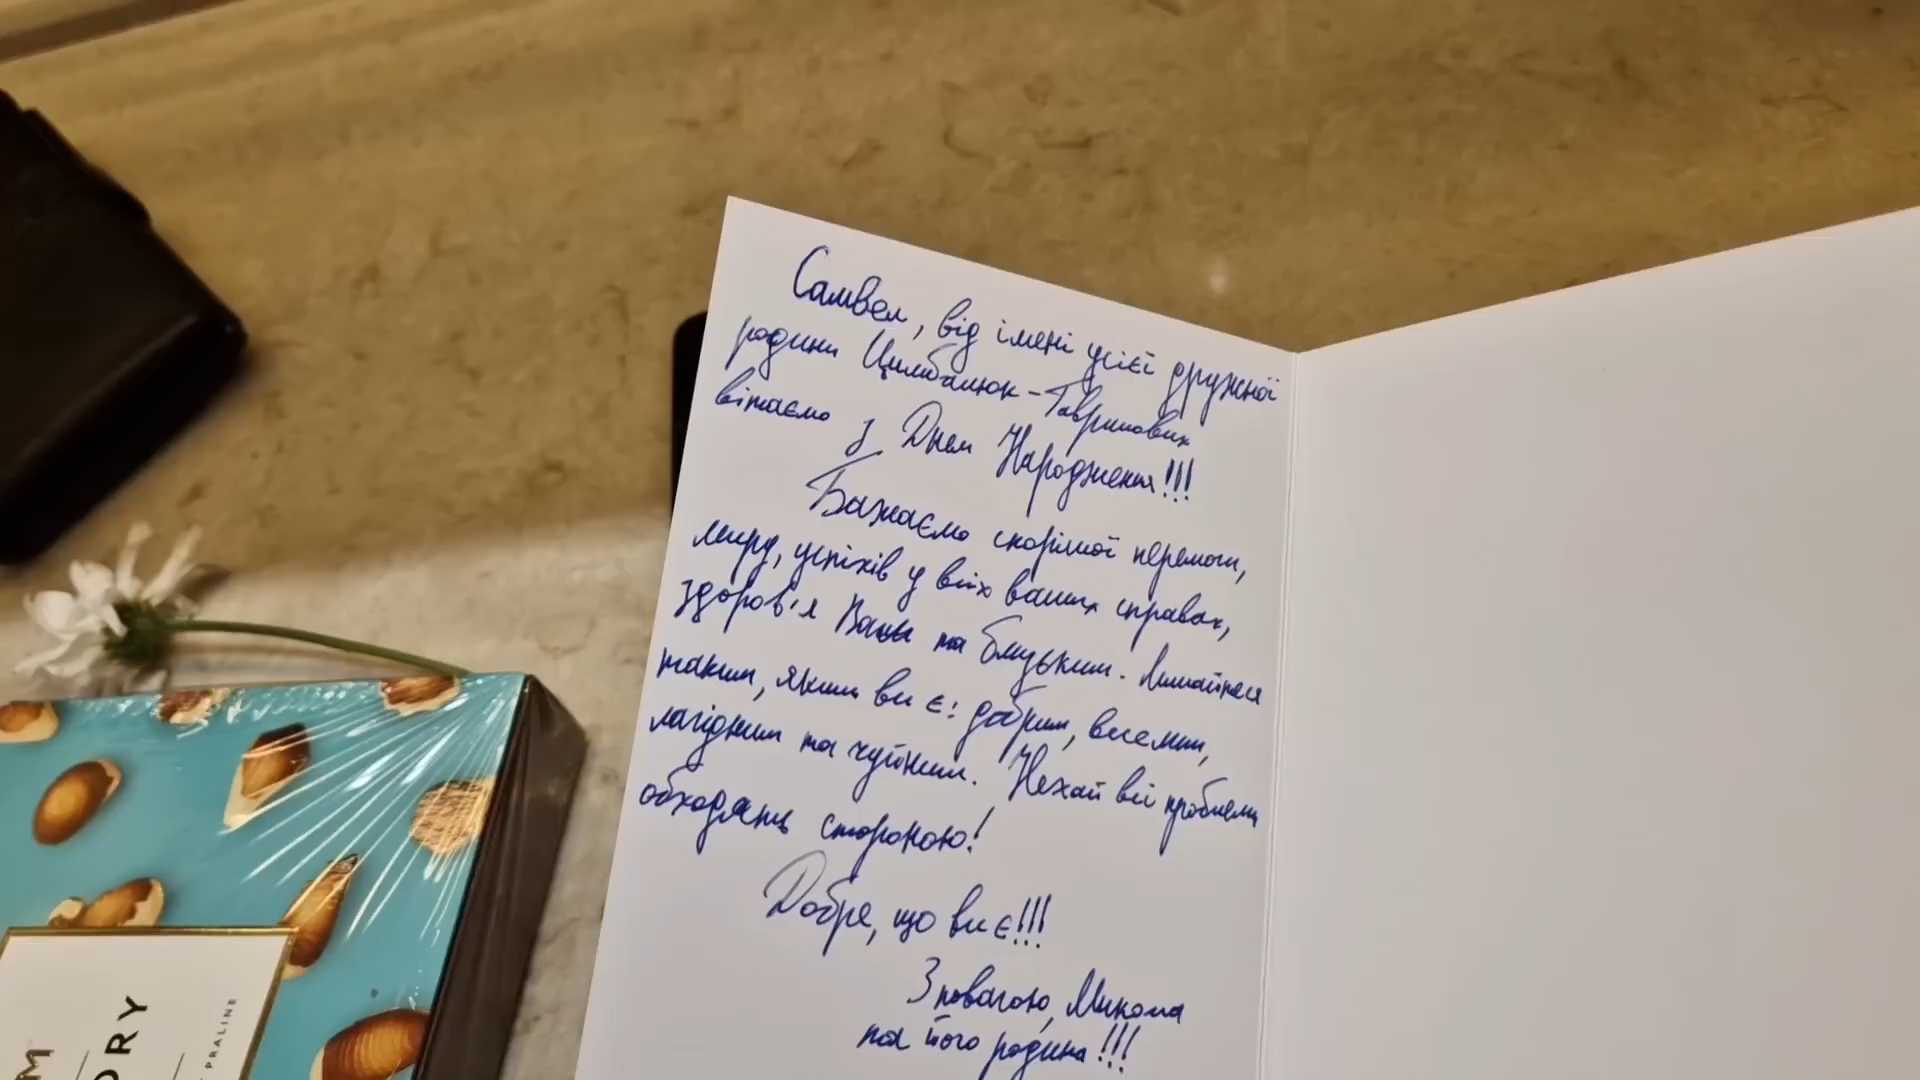 Самвел, від імені усієї дружної
родини Цимбалюк-Гаврилових
вітаємо з Днем Народження!!!
Бажаємо скорішої перемоги,
миру, успіхів у всіх ваших справах,
здоров'я Вам та близьким. Лишайтеся
таким, яким ви є: добрим, веселим,
лагідним та чуйним. Нехай всі проблеми
обходять стороною!
Добре, що ви є!!!
З повагою, Микола
та його родина!!!
M
ORY
PRALINE